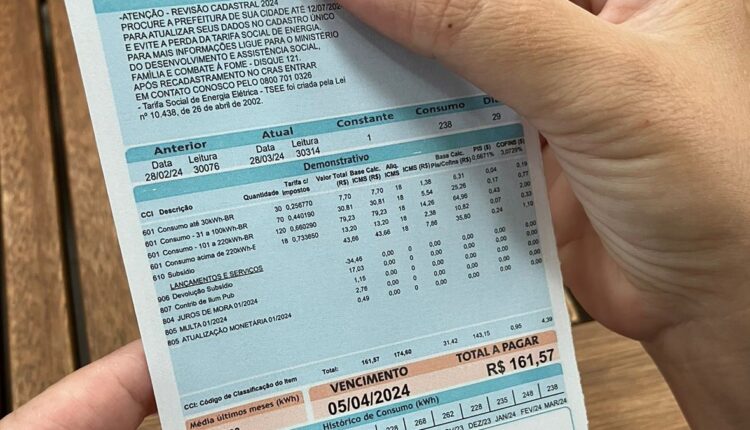 -ATENÇÃO - REVISÃO CADASTRAL 2024
PROCURE A PREFEITURA DE SUA CIDADE ATÉ 12/07/202
PARA ATUALIZAR SEUS DADOS NO CADASTRO ÚNICO
E EVITE A PERDA DA TARIFA SOCIAL DE ENERGIA.
PARA MAIS INFORMAÇÕES LIGUE PARA O MINISTÉRIO
DO DESENVOLVIMENTO E ASSISTÊNCIA SOCIAL,
FAMÍLIA E COMBATE À FOME - DISQUE 121.
APÓS RECADASTRAMENTO NO CRAS ENTRAR
EM CONTATO CONOSCO PELO 0800 701 0326
- Tarifa Social de Energia Elétrica - TSEE foi criada pela Lei
nº 10.438, de 26 de abril de 2002.
Anterior Atual Constante Consumo
Data Leitura Data Leitura 1 238 29
28/02/24 30076 28/03/24 30314
Demonstrativo
CCI Descrição Quantidade Tarifa c/ Impostos Valor Total (R$) Base Calc. ICMS (R$) Aliq. ICMS ICMS (R$) Base Calc. Pis/Cofins (R$) PIS ($) 0,6671% COFINS ($) 3,0729%
601 Consumo até 30kWh-BR 30 0,256770 7,70 7,70 18 1,38 6,31 0,04 0,19
601 Consumo - 31 a 100kWh-BR 70 0,440190 30,81 30,81 18 5,54 25,26 0,17 0,77
601 Consumo - 101 a 220kWh-BR 120 0,660290 79,23 79,23 18 14,26 64,96 0,43 2,00
601 Consumo acima de 220kWh-E 18 0,733650 13,20 13,20 18 2,38 10,82 0,07 0,33
610 Subsídio 43,66 43,66 18 7,86 35,80 0,24 1,10
LANÇAMENTOS E SERVIÇOS
906 Devolução Subsídio -34,46 0,00 0 0,00 0,00 0,00 0,00
807 Contrib de Ilum Pub 17,03 0,00 0 0,00 0,00 0,00 0,00
804 JUROS DE MORA 01/2024 1,15 0,00 0 0,00 0,00 0,00 0,00
805 MULTA 01/2024 2,76 0,00 0 0,00 0,00 0,00 0,00
805 ATUALIZAÇÃO MONETÁRIA 01/2024 0,49 0,00 0 0,00 0,00 0,00 0,00
CCI: Código de Classificação do Item Total: 161,57 174,60 31,42 143,15 0,95 4,39
Média últimos meses (kWh) VENCIMENTO TOTAL A PAGAR
05/04/2024 R$ 161,57
Histórico de Consumo (kWh)
268 262 228 235 248 238
DEZ/23 JAN/24 FEV/24 MAR/24